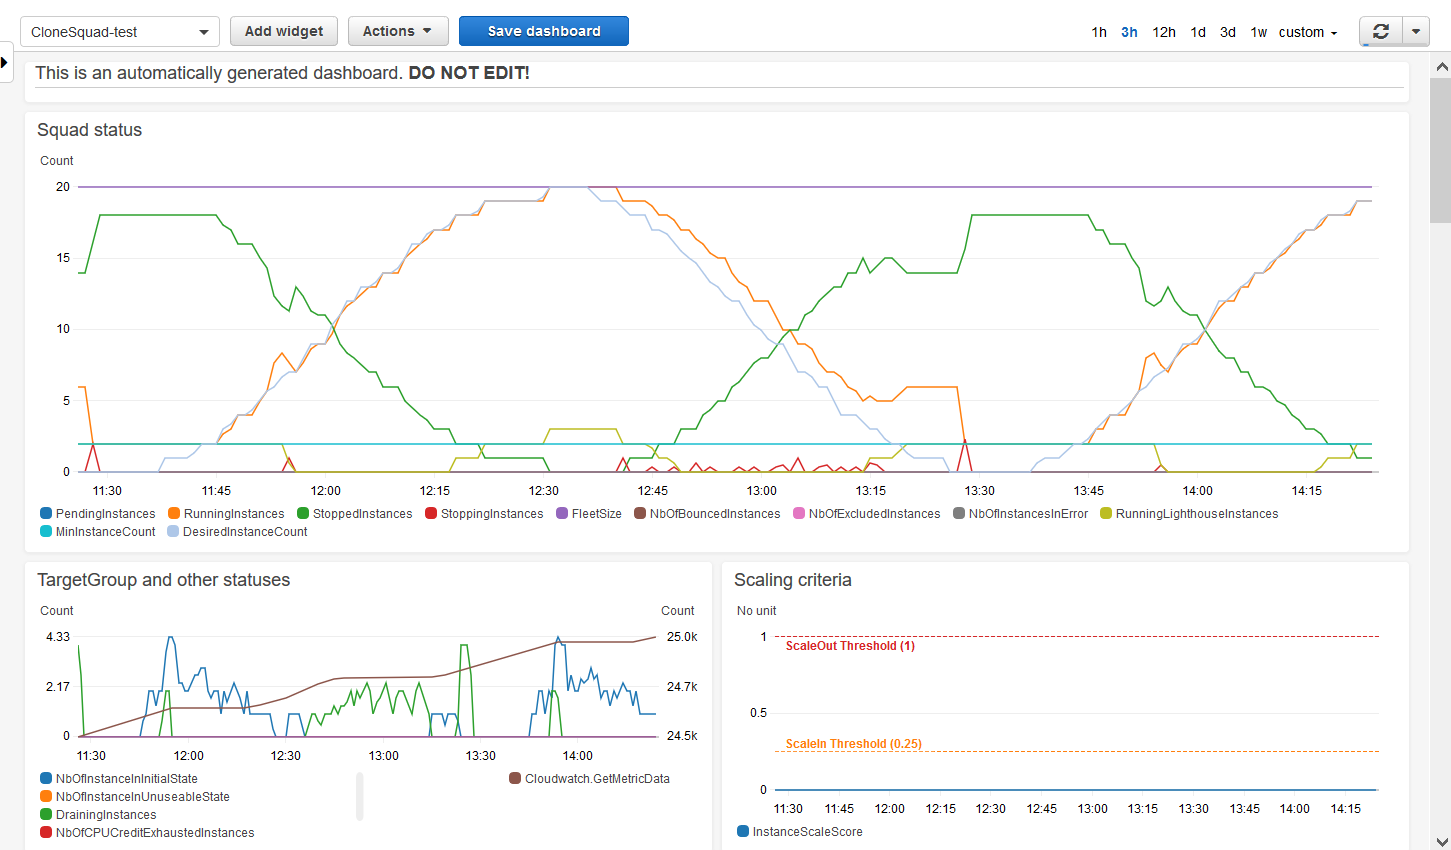 CloneSquad-test Add widget Actions Save dashboard 1h 3h 12h 1d 3d 1w custom
This is an automatically generated dashboard. DO NOT EDIT!
Squad status
Count
20
15
10
5
0
11:30 11:45 12:00 12:15 12:30 12:45 13:00 13:15 13:30 13:45 14:00 14:15
PendingInstances RunningInstances StoppedInstances StoppingInstances FleetSize NbOfBouncedInstances NbOfExcludedInstances NbOfInstancesInError RunningLighthouseInstances
MinInstanceCount DesiredInstanceCount
TargetGroup and other statuses
Count Count
4.33 25.0k
2.17 24.7k
0 24.5k
11:30 12:00 12:30 13:00 13:30 14:00
NbOfInstanceInInitialState Cloudwatch.GetMetricData
NbOfInstanceInUnuseableState
DrainingInstances
NbOfCPUCreditExhaustedInstances
Scaling criteria
No unit
1
ScaleOut Threshold (1)
0.5
ScaleIn Threshold (0.25)
0
11:30 11:45 12:00 12:15 12:30 12:45 13:00 13:15 13:30 13:45 14:00 14:15
InstanceScaleScore